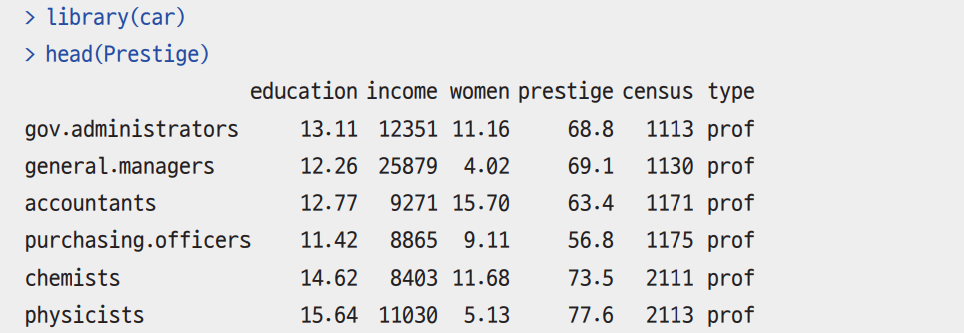 > library(car)
> head(Prestige)
education income women prestige census type
gov.administrators 13.11 12351 11.16 68.8 1113 prof
general.managers 12.26 25879 4.02 69.1 1130 prof
accountants 12.77 9271 15.70 63.4 1171 prof
purchasing.officers 11.42 8865 9.11 56.8 1175 prof
chemists 14.62 8403 11.68 73.5 2111 prof
physicists 15.64 11030 5.13 77.6 2113 prof